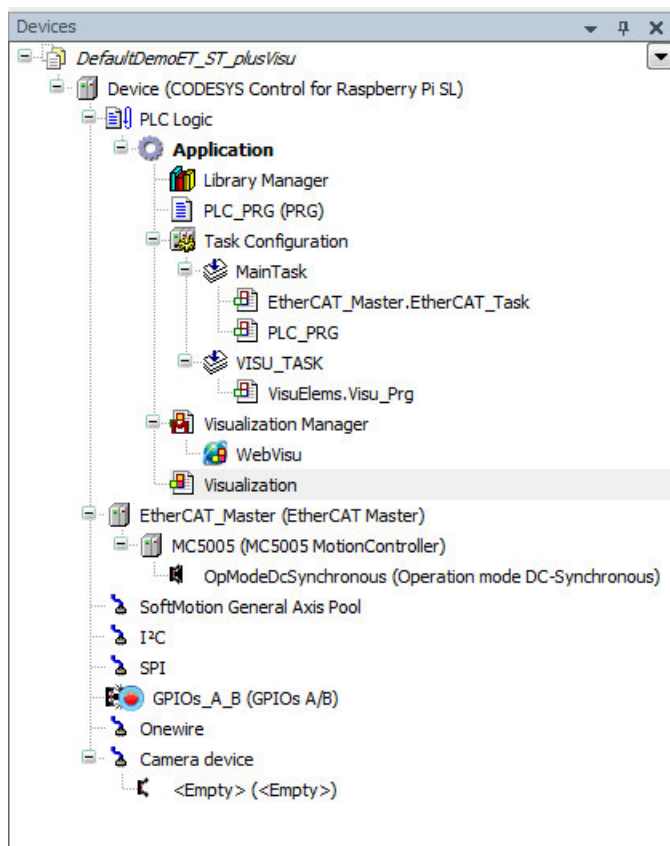 Devices
DefaultDemoET_ST_plusVisu
Device (CODESYS Control for Raspberry Pi SL)
PLC Logic
Application
Library Manager
PLC_PRG (PRG)
Task Configuration
MainTask
EtherCAT_Master.EtherCAT_Task
PLC_PRG
VISU_TASK
VisuElems.Visu_Prg
Visualization Manager
WebVisu
Visualization
EtherCAT_Master (EtherCAT Master)
MC5005 (MC5005 MotionController)
OpModeDcSynchronous (Operation mode DC-Synchronous)
SoftMotion General Axis Pool
I²C
SPI
GPIOs_A_B (GPIOs A/B)
Onewire
Camera device
<Empty> (<Empty>)